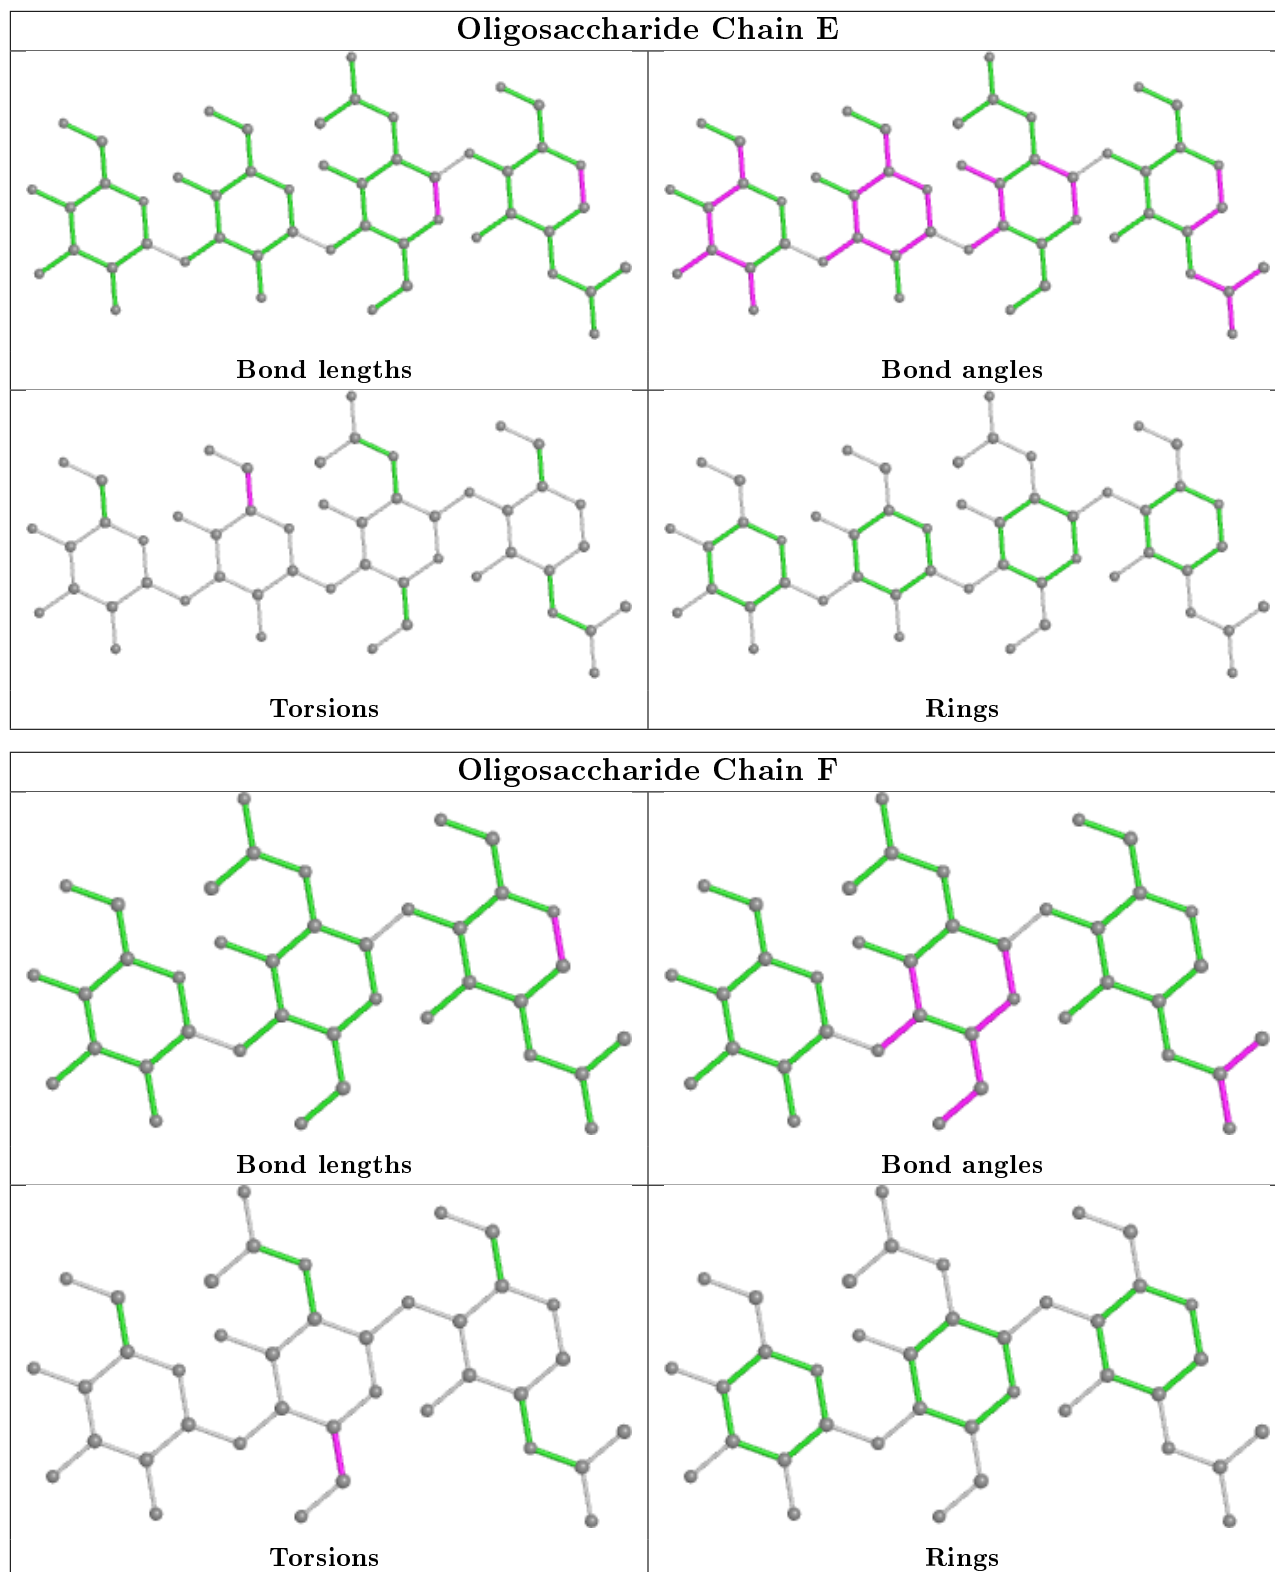 Oligosaccharide Chain E
Bond lengths
Bond angles
Torsions
Rings
Oligosaccharide Chain F
Bond lengths
Bond angles
Torsions
Rings